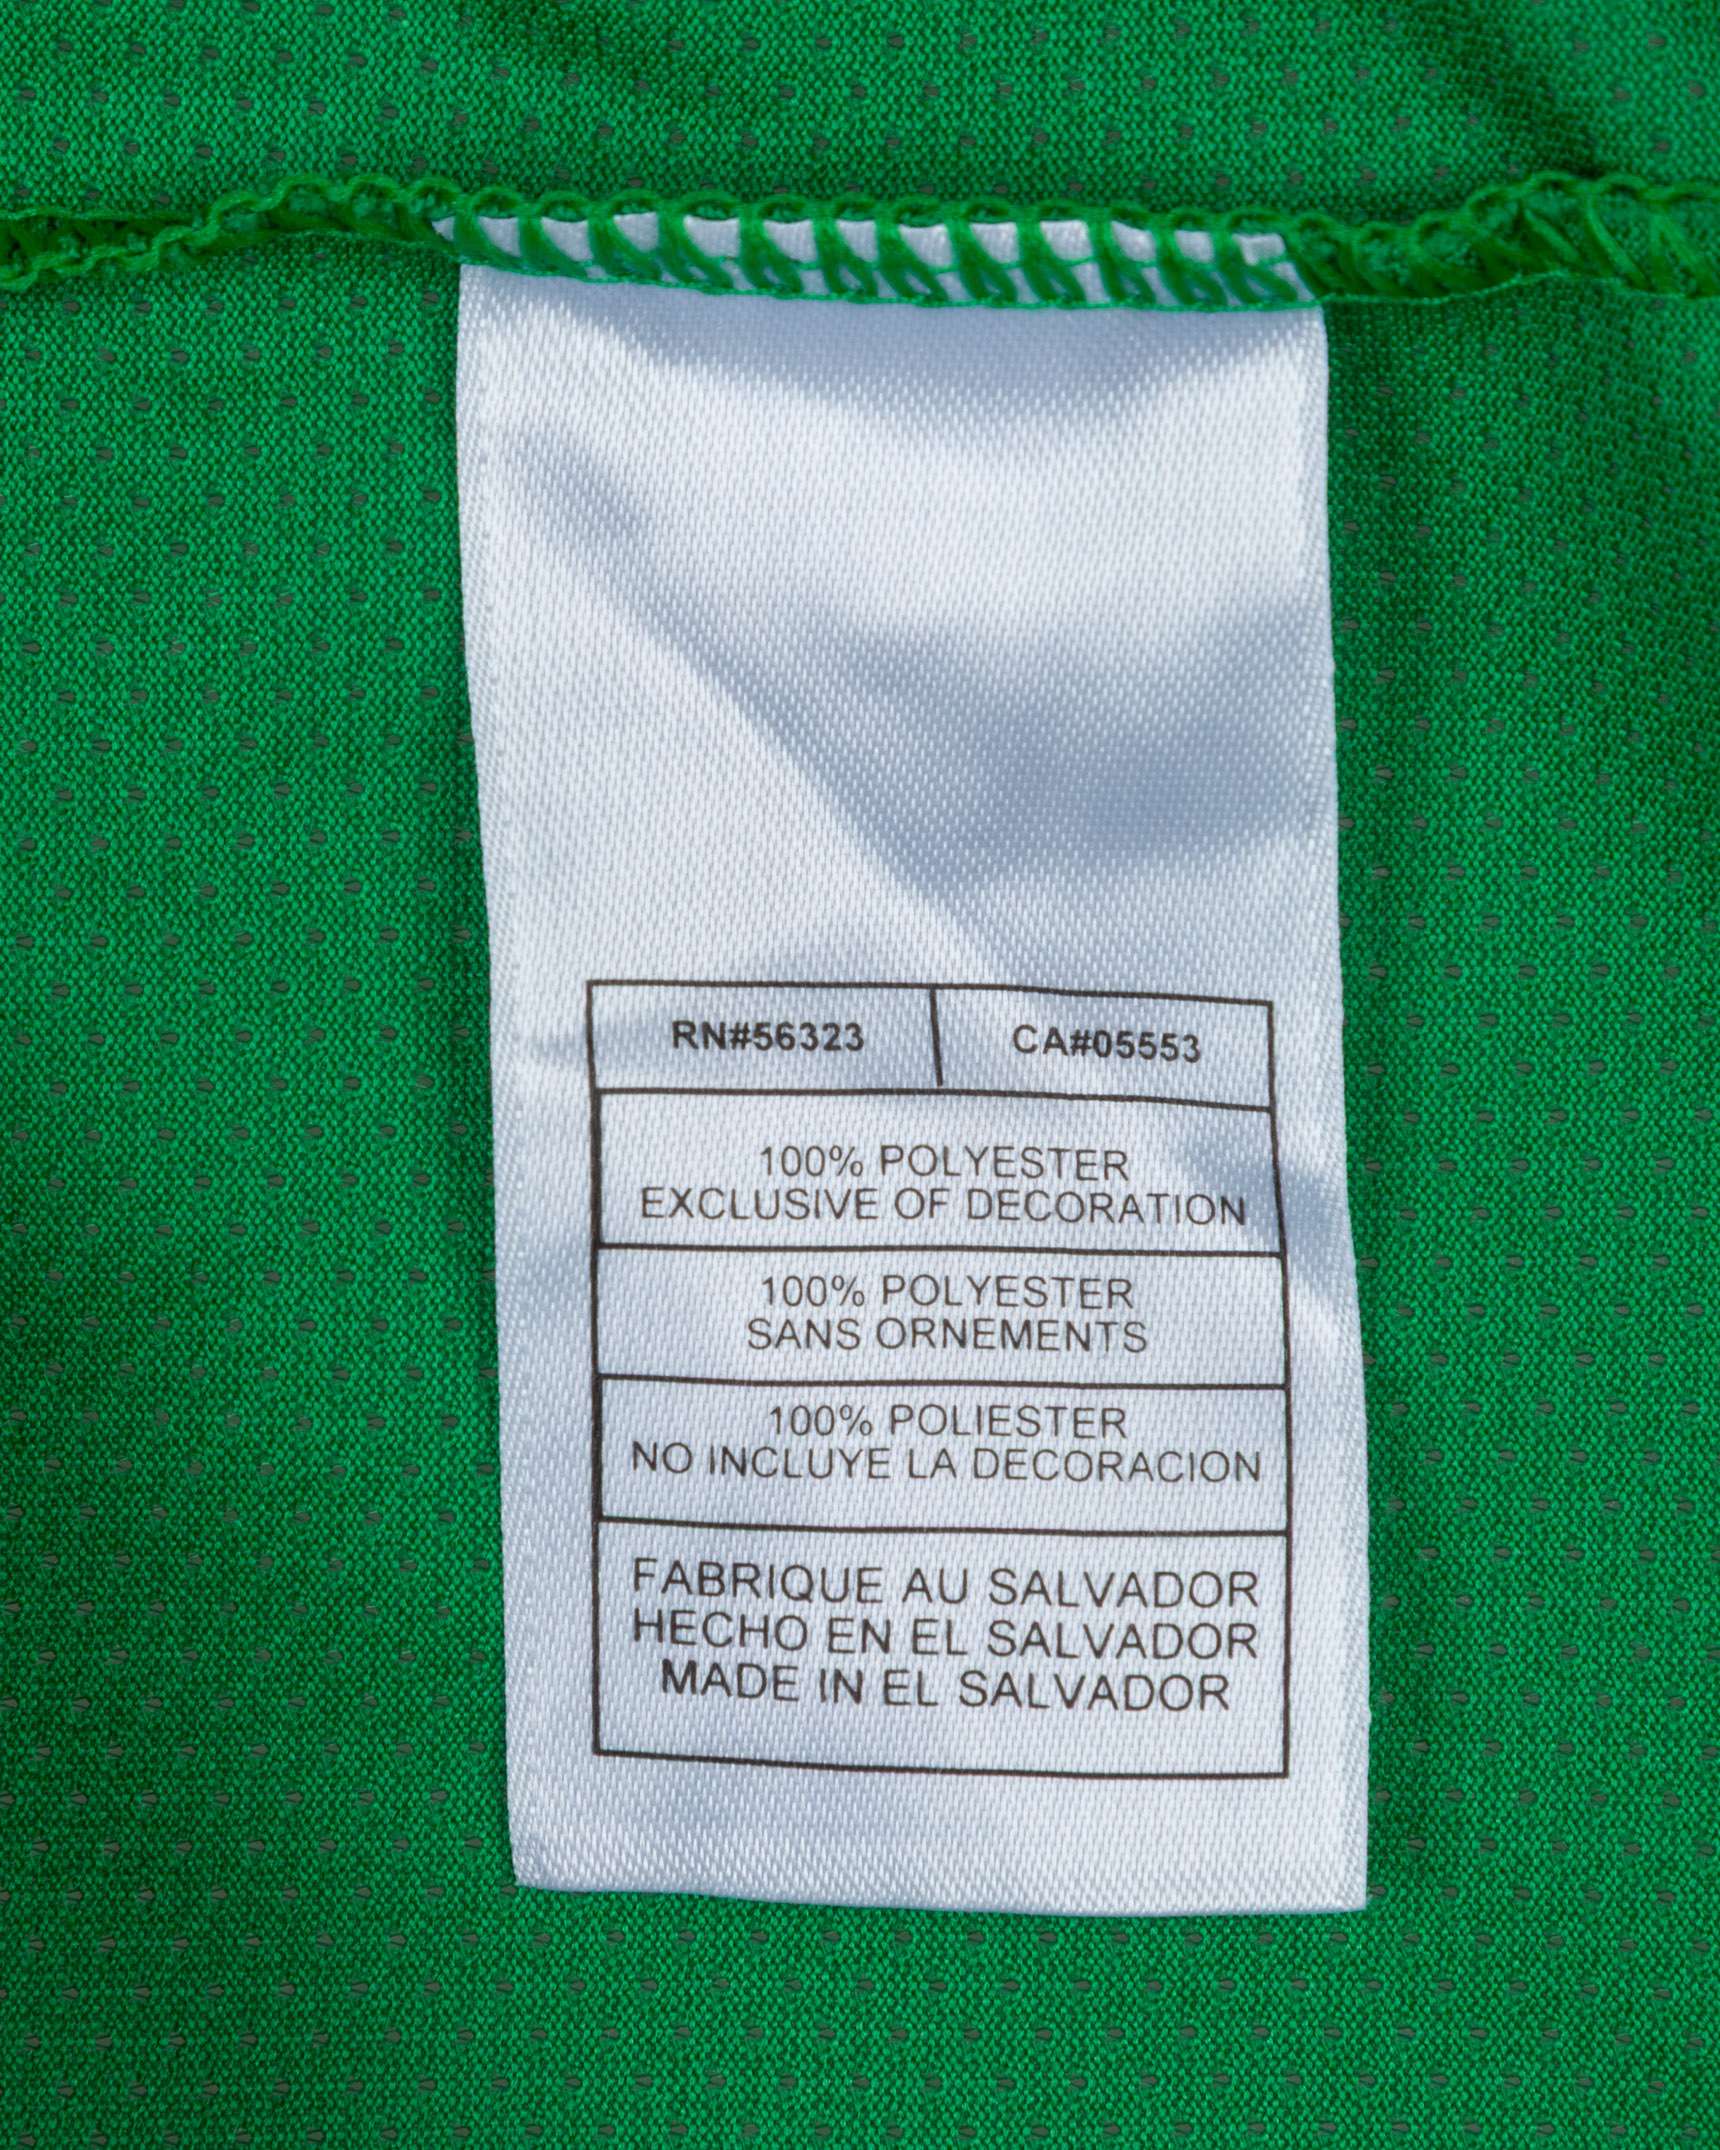 RN#56323 CA#05553
100% POLYESTER
EXCLUSIVE OF DECORATION
100% POLYESTER
SANS ORNEMENTS
100% POLIESTER
NO INCLUYE LA DECORACION
FABRIQUE AU SALVADOR
HECHO EN EL SALVADOR
MADE IN EL SALVADOR